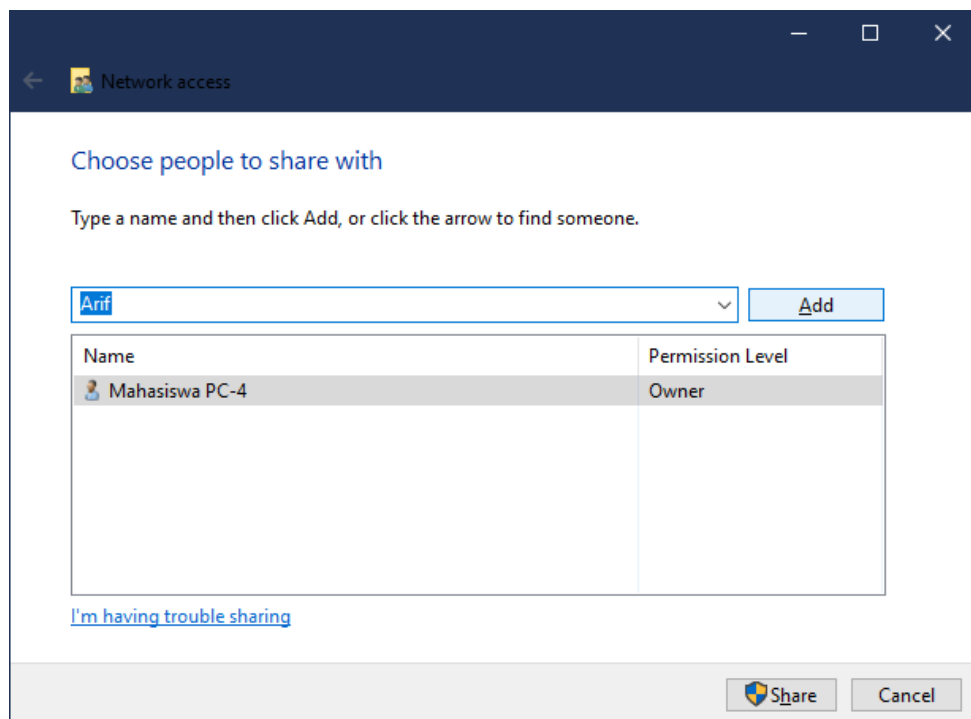 Network access
Choose people to share with
Type a name and then click Add, or click the arrow to find someone.
Arif
Add
Name Permission Level
Mahasiswa PC-4 Owner
I'm having trouble sharing
Share Cancel